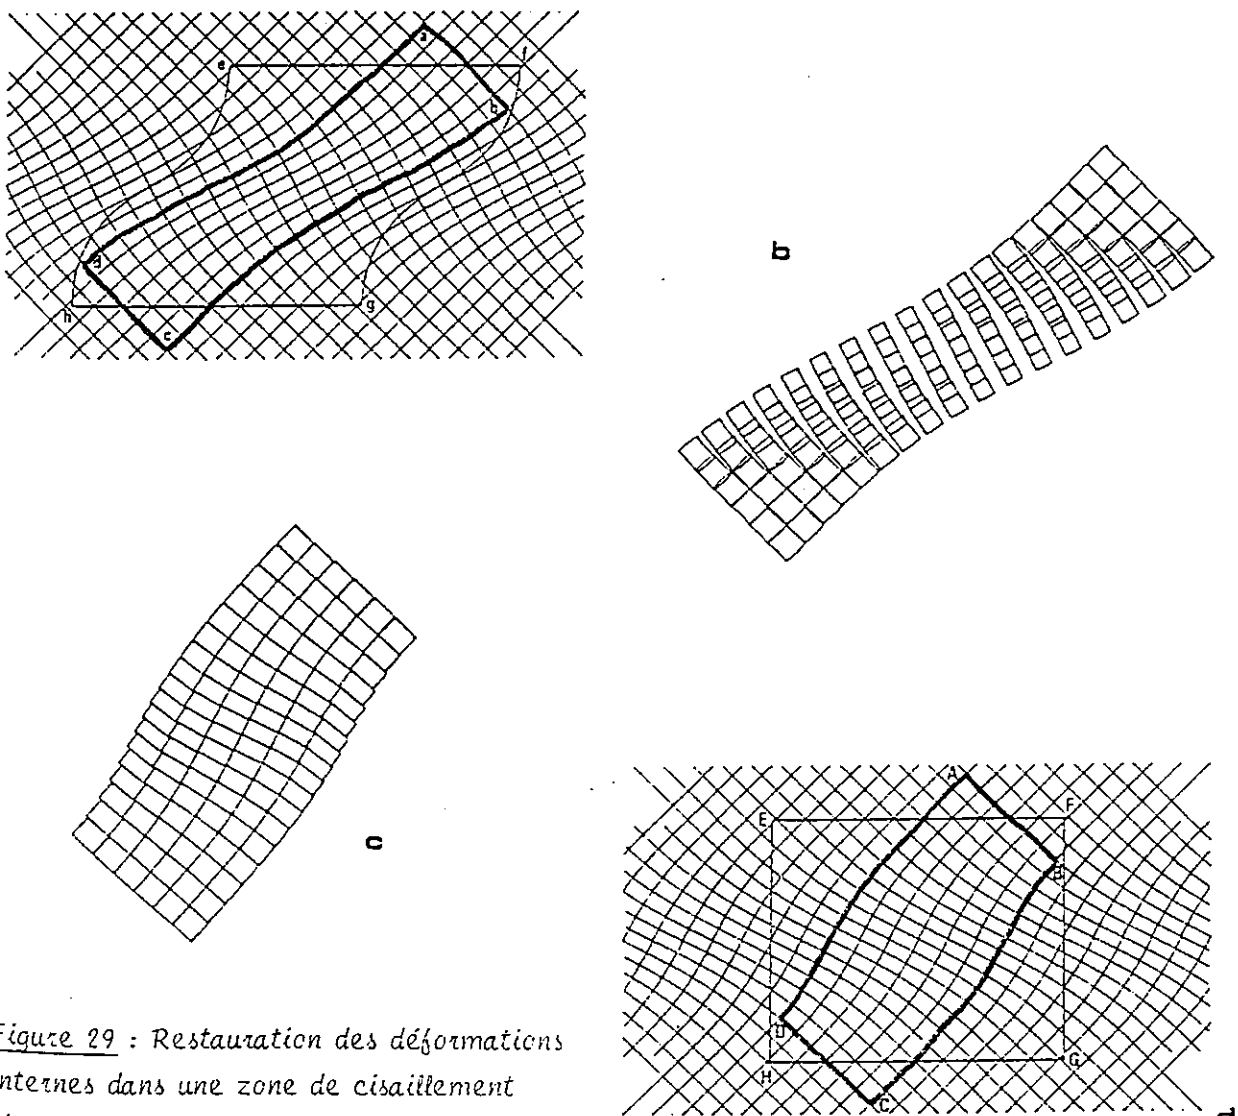 a
e
f
b
d
h
g
c
b
c
A
E
F
B
D
H
G
C
Figure 29 : Restauration des déformations
internes dans une zone de cisaillement